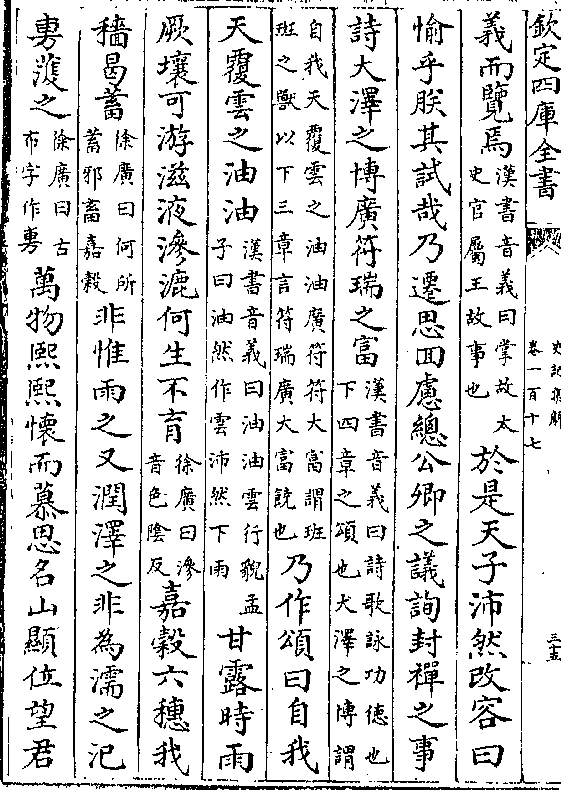 欽定四庫全書 史記集解 卷一百十七 三十五
義而覽焉漢書音義曰掌故太史官屬王故事也於是天子沛然改容曰
愉乎朕其試哉乃遷思囬慮總公卿之議詢封禪之事
詩大澤之博廣符瑞之富漢書音義曰詩歌詠功徳也下四章之頌也大澤之博謂
自我天覆雲之油油廣符符大富謂班班之獸以下三章言符瑞廣大富饒也乃作頌曰自我
天覆雲之油油漢書音義曰油油雲行貌孟子曰油然作雲沛然下雨甘露時雨
厥壤可游滋液滲漉何生不育徐廣曰滲音色陰反嘉穀六穗我
穡曷蓄徐廣曰何所蓄邪畜嘉穀非惟雨之又潤澤之非為濡之氾
旉濩之徐廣曰古布字作旉萬物熙熙懷而慕思名山顯位望君